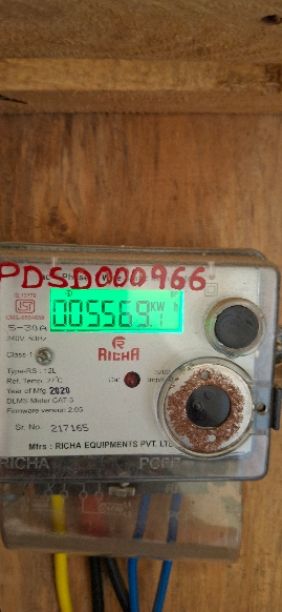 PDSD000966
005569.1 KW h
5-30A
240V 50Hz
RICHA
Class-1
Type-RS : 12L
Ref. Temp. 27°C
Year of Mfg. 2020
DLMS Meter CAT-3
Firmware version 2.05
Sr. No. 217165
Mfrs : RICHA EQUIPMENTS PVT. LTD
RICHA